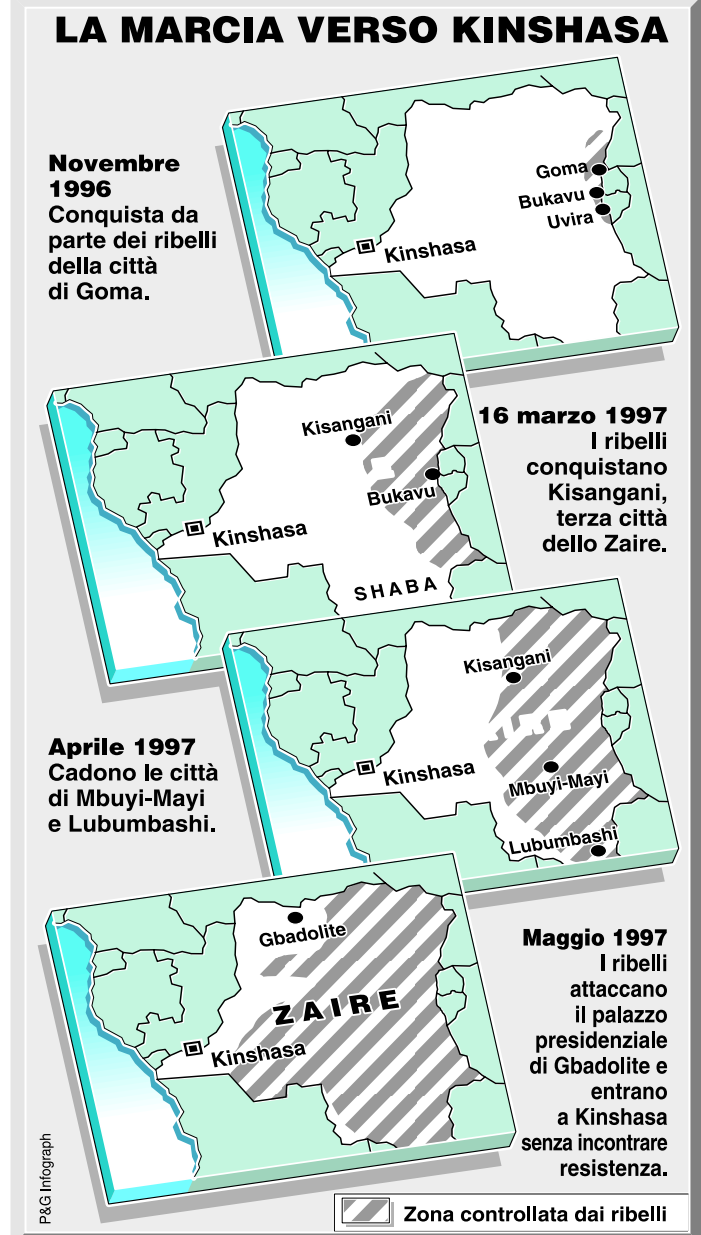 LA MARCIA VERSO KINSHASA
Novembre
1996
Conquista da
parte dei ribelli
della città
di Goma.
Goma
Bukavu
Uvira
Kinshasa
16 marzo 1997
I ribelli
conquistano
Kisangani,
terza città
dello Zaire.
Kisangani
Bukavu
Kinshasa
SHABA
Aprile 1997
Cadono le città
di Mbuyi-Mayi
e Lubumbashi.
Kisangani
Kinshasa
Mbuyi-Mayi
Lubumbashi
Maggio 1997
I ribelli
attaccano
il palazzo
presidenziale
di Gbadolite e
entrano
a Kinshasa
senza incontrare
resistenza.
Gbadolite
ZAIRE
Kinshasa
P&G Infograph
Zona controllata dai ribelli